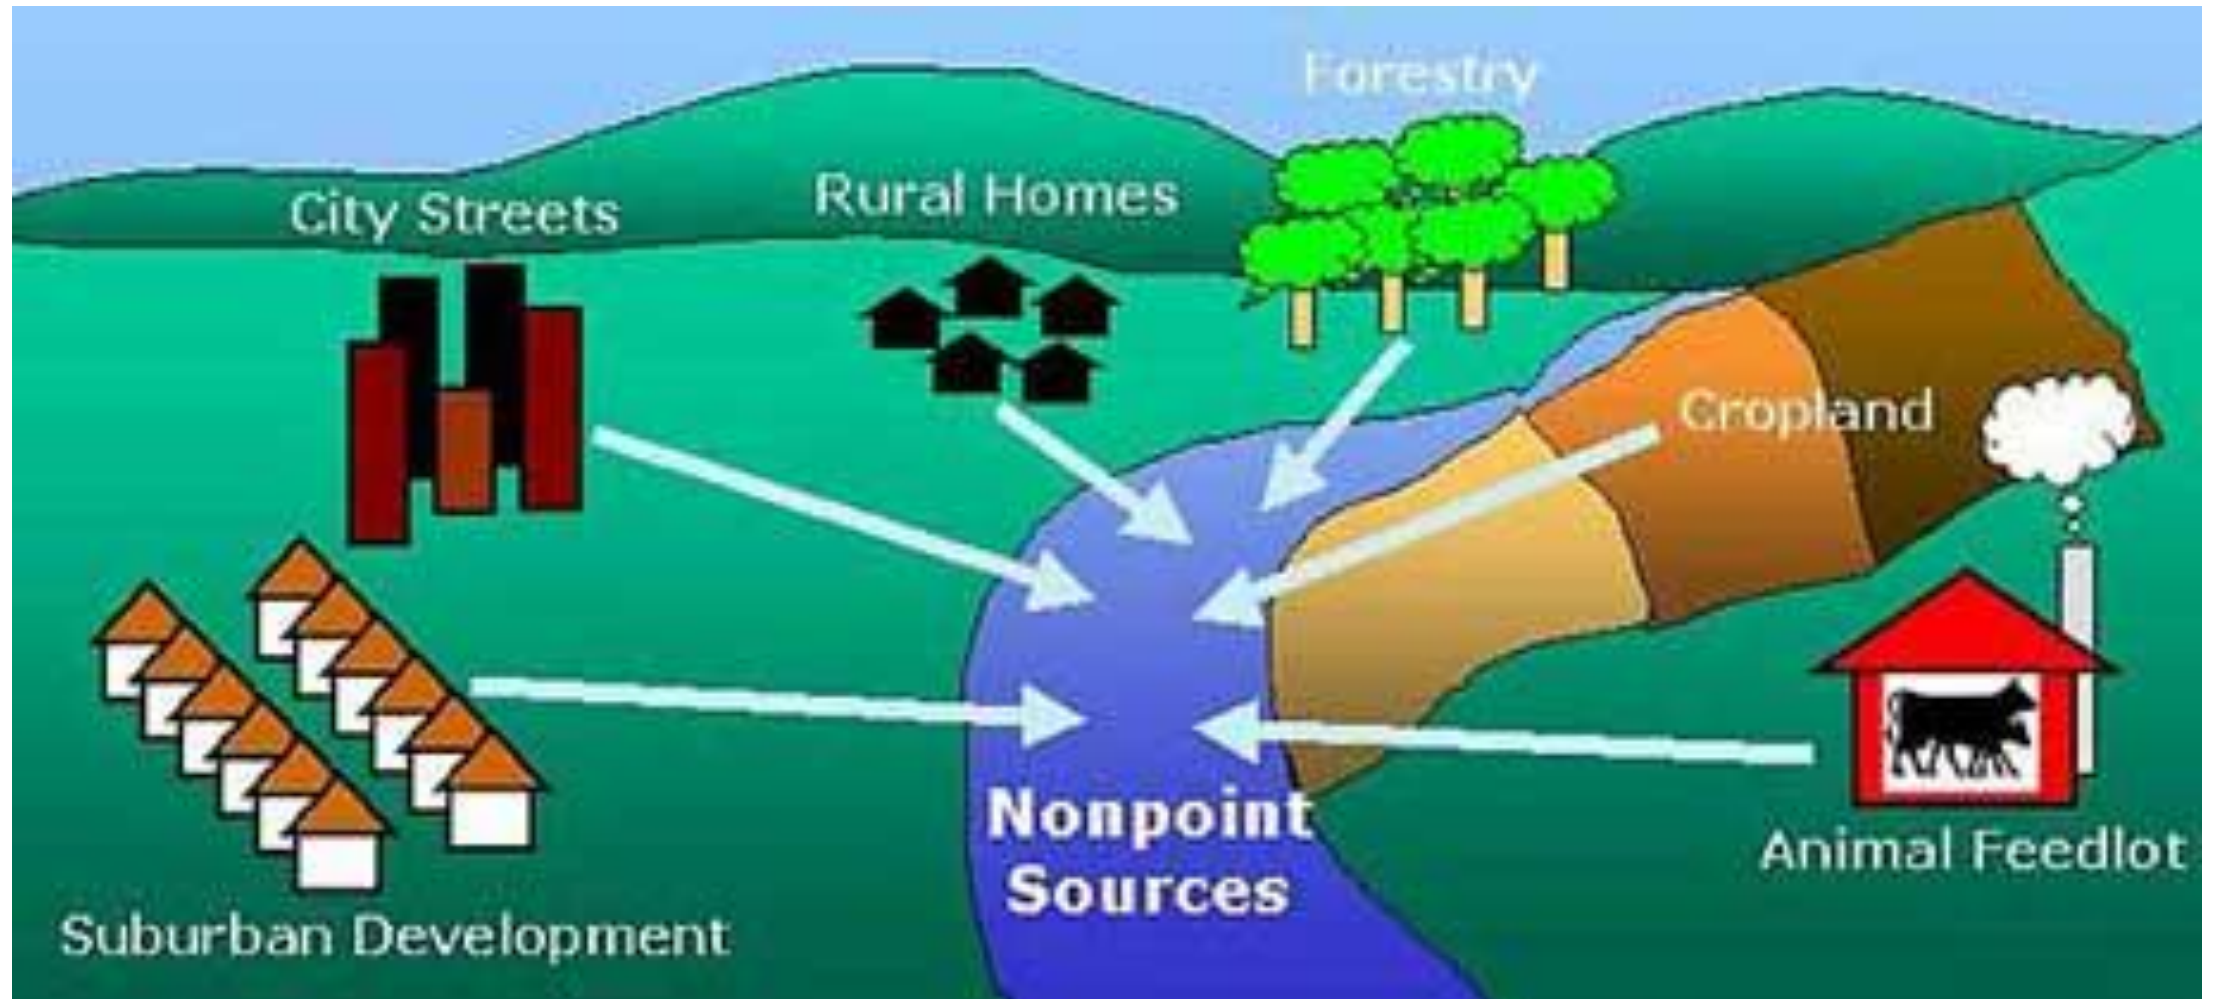 Forestry
City Streets
Rural Homes
Cropland
Nonpoint
Sources
Animal Feedlot
Suburban Development